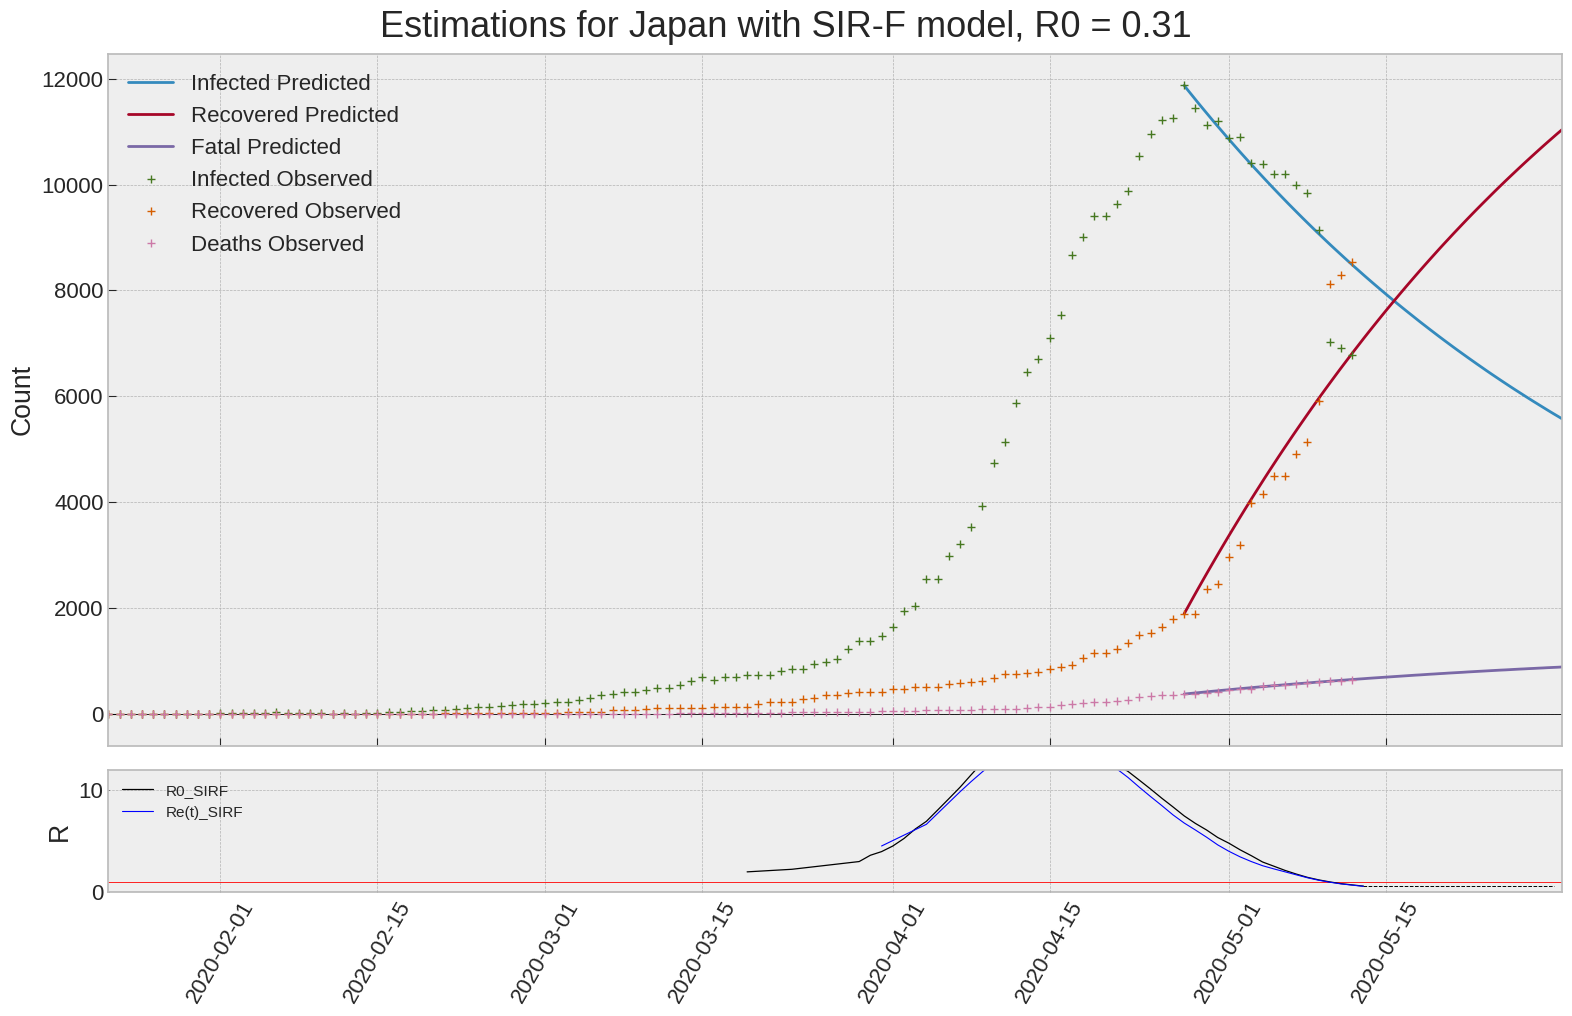 Estimations for Japan with SIR-F model, R0 = 0.31
Infected Predicted
Recovered Predicted
Fatal Predicted
Infected Observed
Recovered Observed
Deaths Observed
12000
10000
8000
6000
4000
2000
0
Count
R0_SIRF
Re(t)_SIRF
10
0
R
2020-02-01
2020-02-15
2020-03-01
2020-03-15
2020-04-01
2020-04-15
2020-05-01
2020-05-15